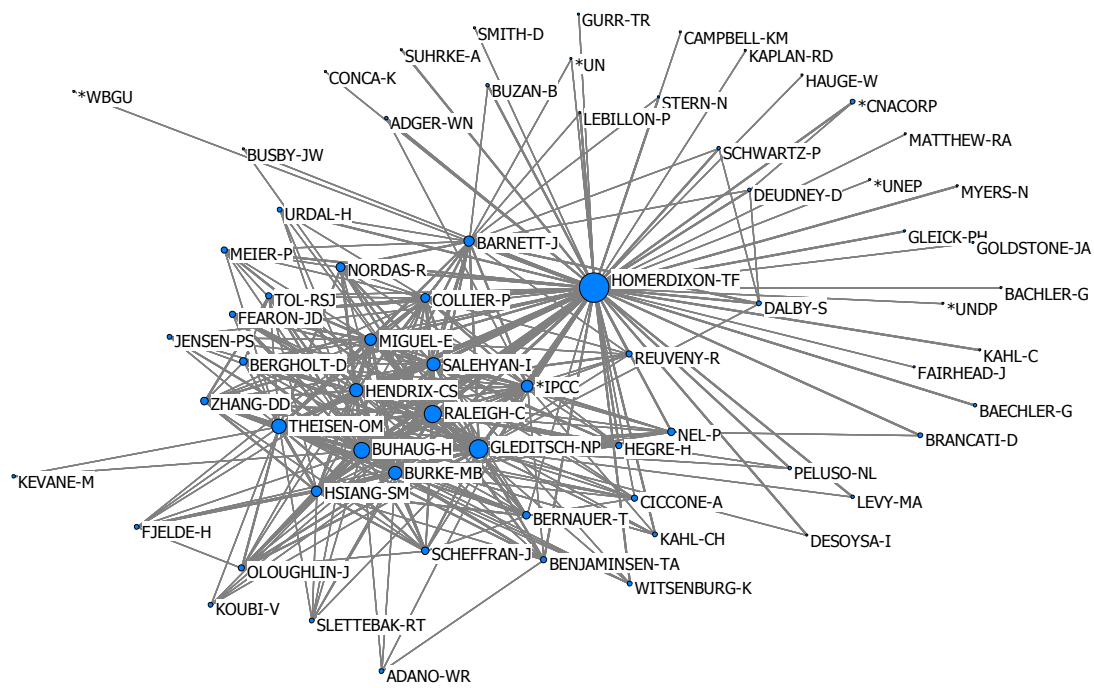 GURR-TR
SMITH-D
CAMPBELL-KM
SUHRKE-A
KAPLAN-RD
*UN
CONCA-K
HAUGE-W
BUZAN-B
*WBGU
STERN-N
*CNACORP
LEBILLON-P
ADGER-WN
MATTHEW-RA
BUSBY-JW
SCHWARTZ-P
*UNEP
DEUDNEY-D
MYERS-N
URDAL-H
GLEICK-PH
BARNETT-J
GOLDSTONE-JA
MEIER-P
NORDAS-R
HOMERDIXON-TF
BACHLER-G
TOL-RSJ
COLLIER-P
DALBY-S
*UNDP
FEARON-JD
JENSEN-PS
MIGUEL-E
REUVENY-R
KAHL-C
BERGHOLT-D
SALEHYAN-I
FAIRHEAD-J
HENDRIX-CS
*IPCC
ZHANG-DD
BAECHLER-G
RALEIGH-C
THEISEN-OM
NEL-P
BRANCATI-D
BUHAUG-H
GLEDITSCH-NP
HEGRE-H
KEVANE-M
BURKE-MB
PELUSO-NL
HSIANG-SM
CICCONE-A
LEVY-MA
BERNAUER-T
FJELDE-H
KAHL-CH
DESOYSA-I
SCHEFFRAN-J
BENJAMINSEN-TA
OLOUGHLIN-J
WITSENBURG-K
KOUBI-V
SLETTEBAK-RT
ADANO-WR